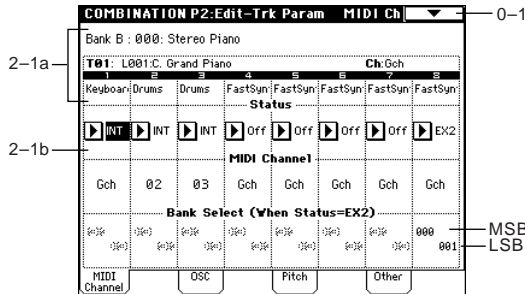 COMBINATION P2:Edit-Trk Param MIDI Ch
0–1
Bank B : 000: Stereo Piano
2–1a
T01: L001:C. Grand Piano Ch:Gch
1 2 3 4 5 6 7 8
Keyboar Drums Drums FastSyn FastSyn FastSyn FastSyn FastSyn
Status
INT INT INT Off Off Off Off EX2
2–1b
MIDI Channel
Gch 02 03 Gch Gch Gch Gch Gch
Bank Select (When Status=EX2)
000 MSB
001 LSB
MIDI Channel OSC Pitch Other